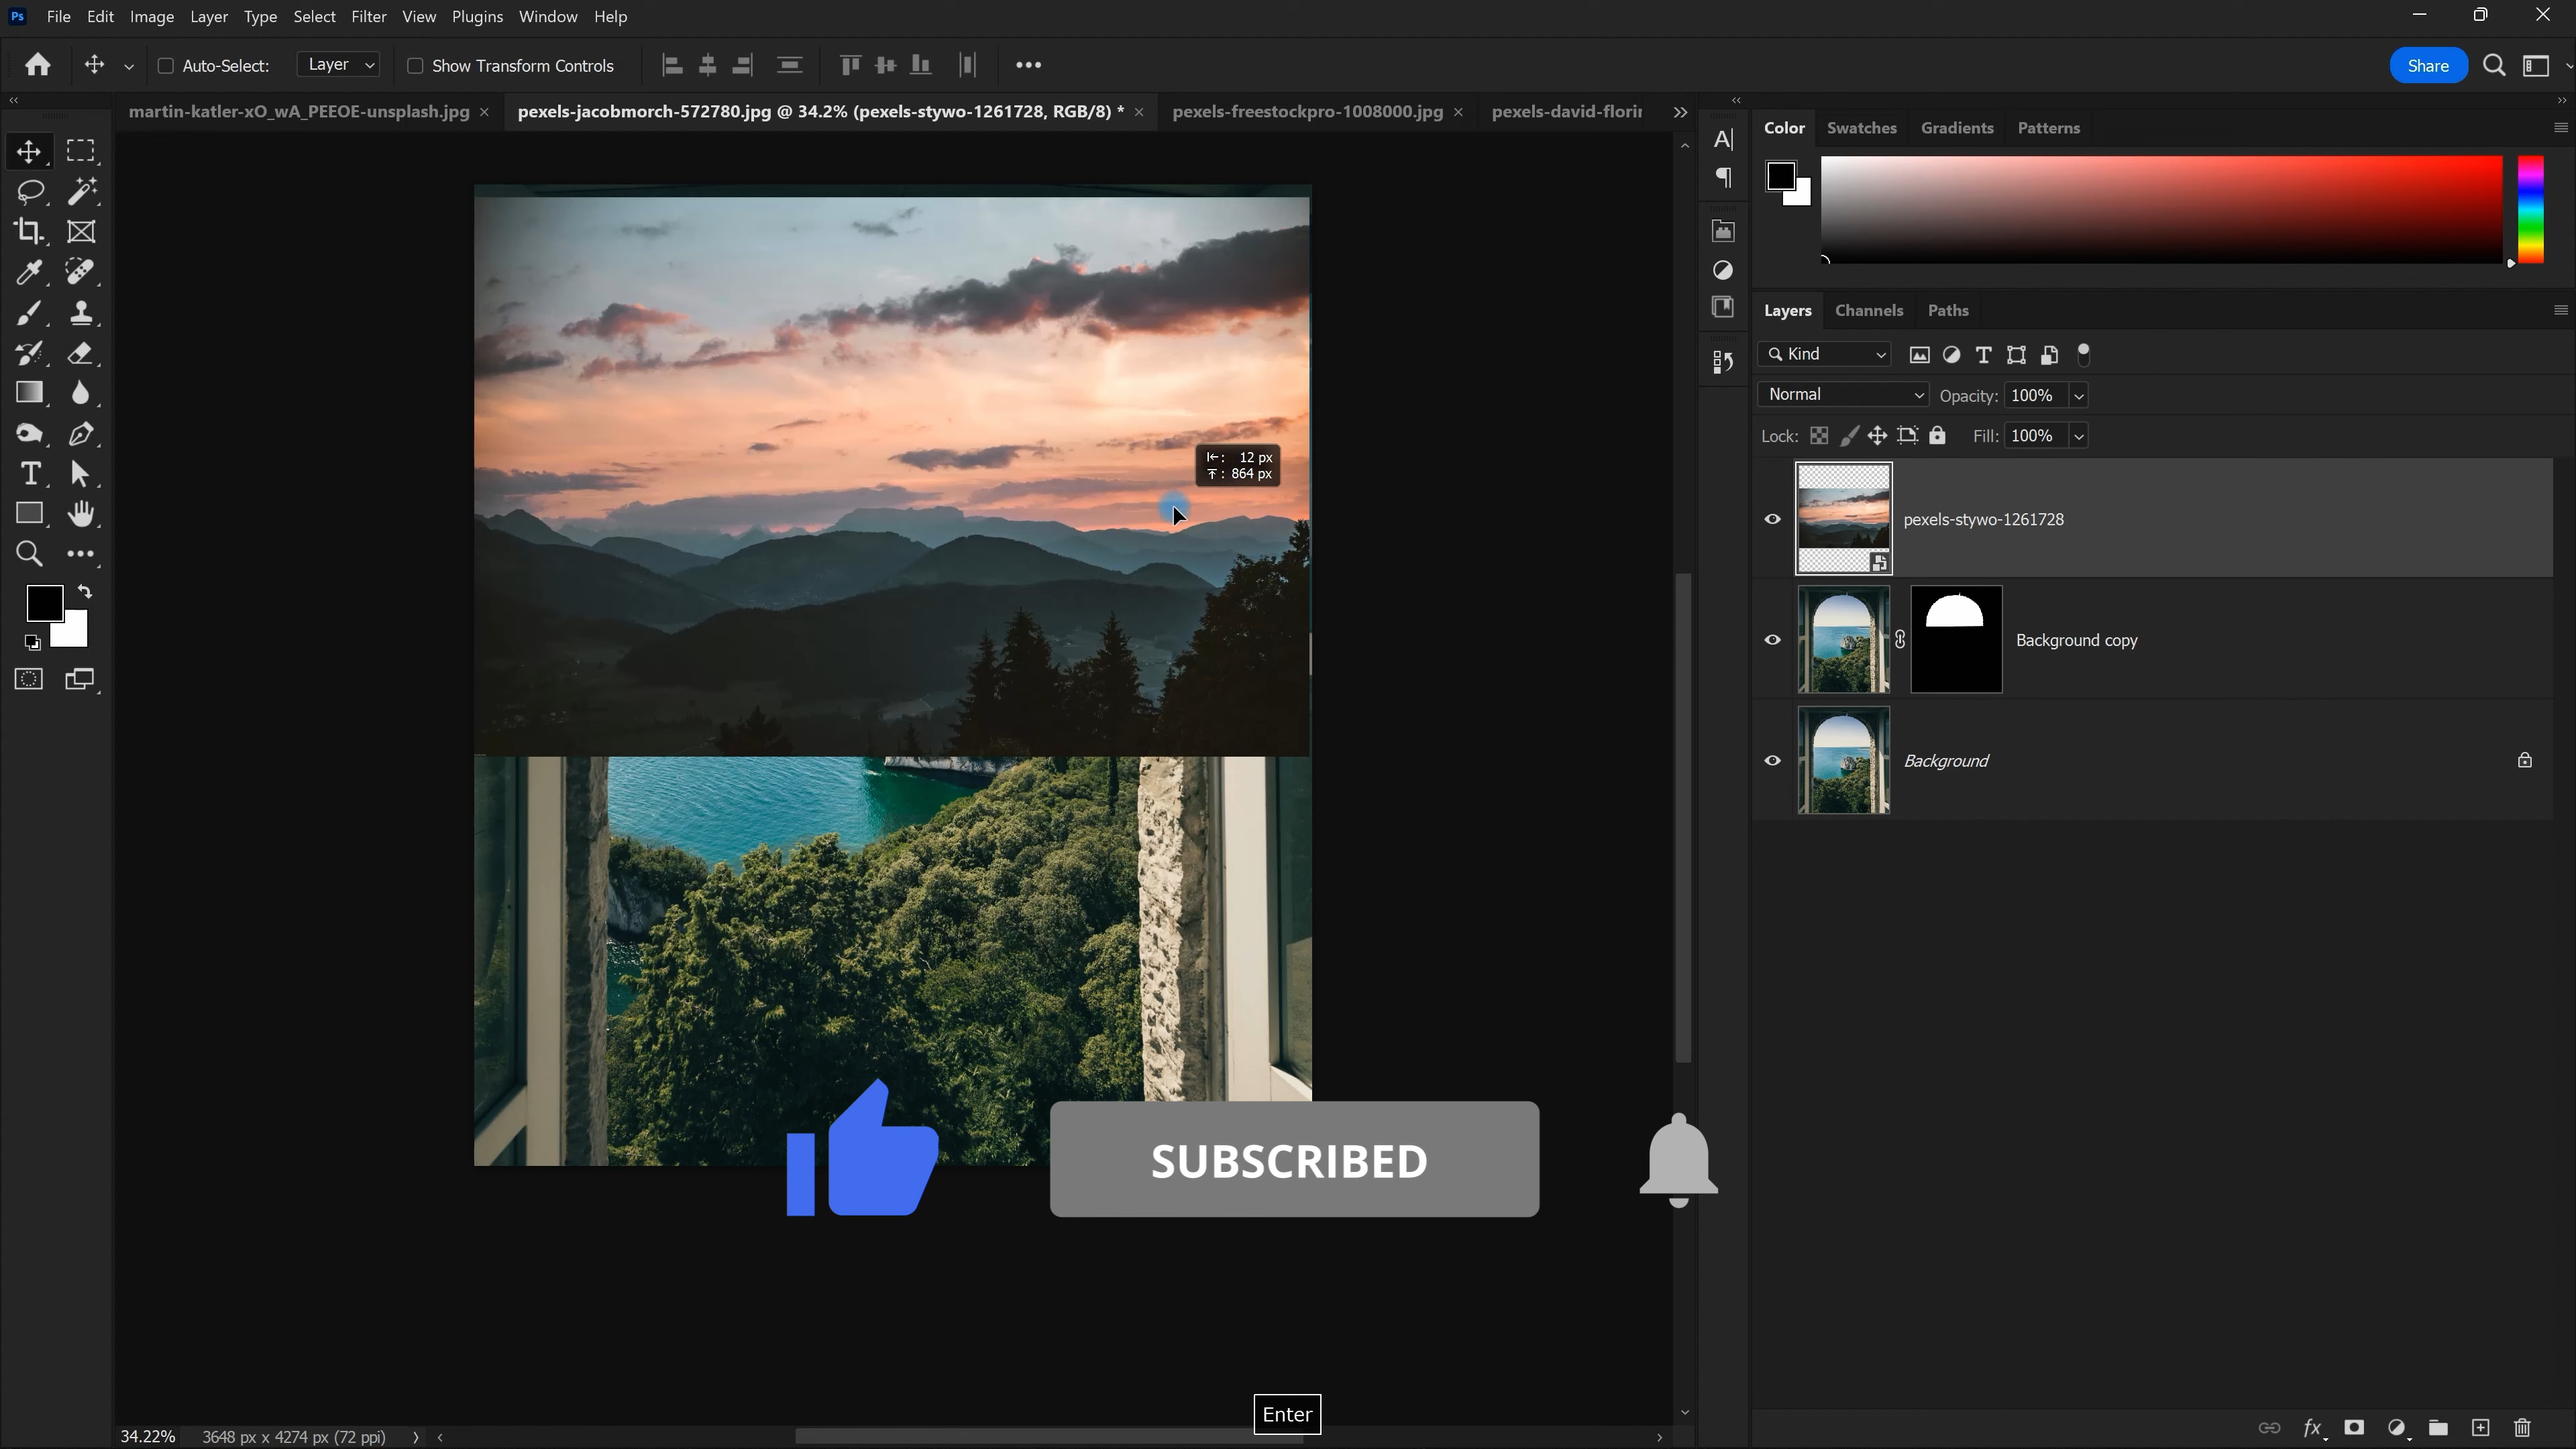 Ps File Edit Image Layer Type Select Filter View Plugins Window Help
Auto-Select: Layer Show Transform Controls Share
martin-katler-xO_wA_PEEOE-unsplash.jpg × pexels-jacobmorch-572780.jpg @ 34.2% (pexels-stywo-1261728, RGB/8) * × pexels-freestockpro-1008000.jpg × pexels-david-florin
Color Swatches Gradients Patterns
Layers Channels Paths
Kind
Normal Opacity: 100%
Lock: Fill: 100%
12 px
864 px
pexels-stywo-1261728
Background copy
Background
SUBSCRIBED
Enter
34.22% 3648 px x 4274 px (72 ppi)
fx